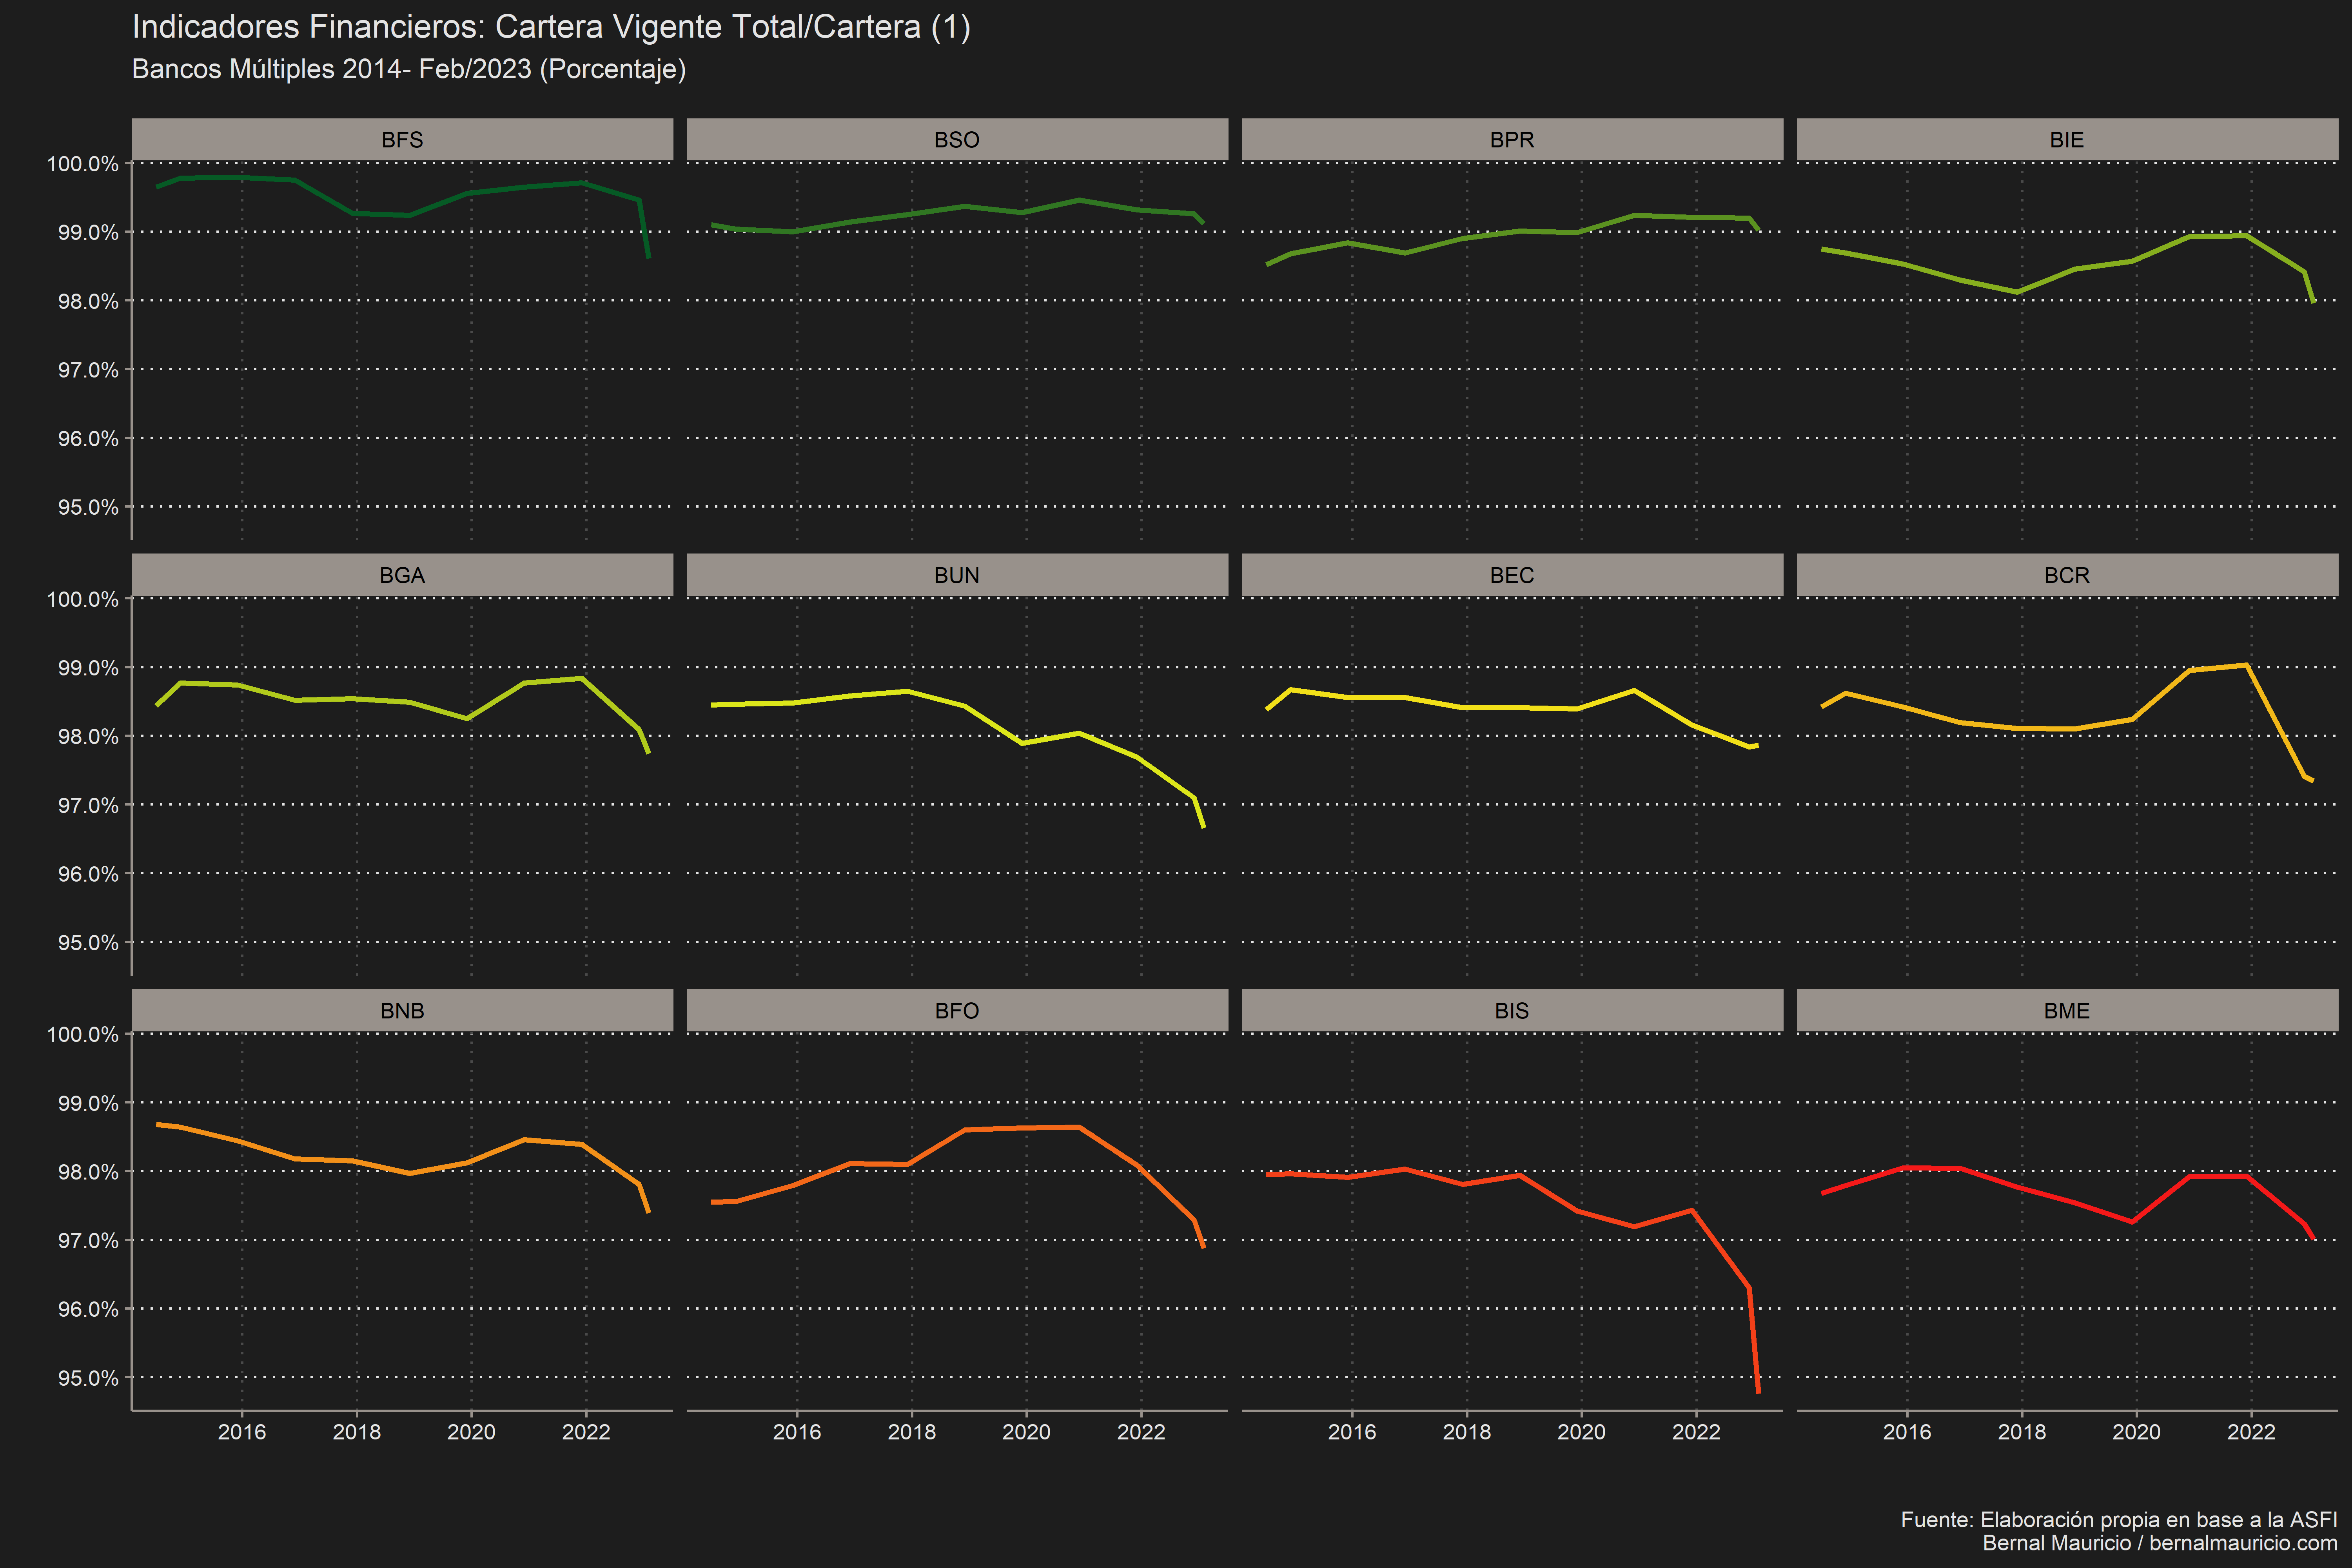 Indicadores Financieros: Cartera Vigente Total/Cartera (1)
Bancos Múltiples 2014- Feb/2023 (Porcentaje)
BFS BSO BPR BIE
100.0%
99.0%
98.0%
97.0%
96.0%
95.0%
BGA BUN BEC BCR
100.0%
99.0%
98.0%
97.0%
96.0%
95.0%
BNB BFO BIS BME
100.0%
99.0%
98.0%
97.0%
96.0%
95.0%
2016 2018 2020 2022 2016 2018 2020 2022 2016 2018 2020 2022 2016 2018 2020 2022
Fuente: Elaboración propia en base a la ASFI
Bernal Mauricio / bernalmauricio.com